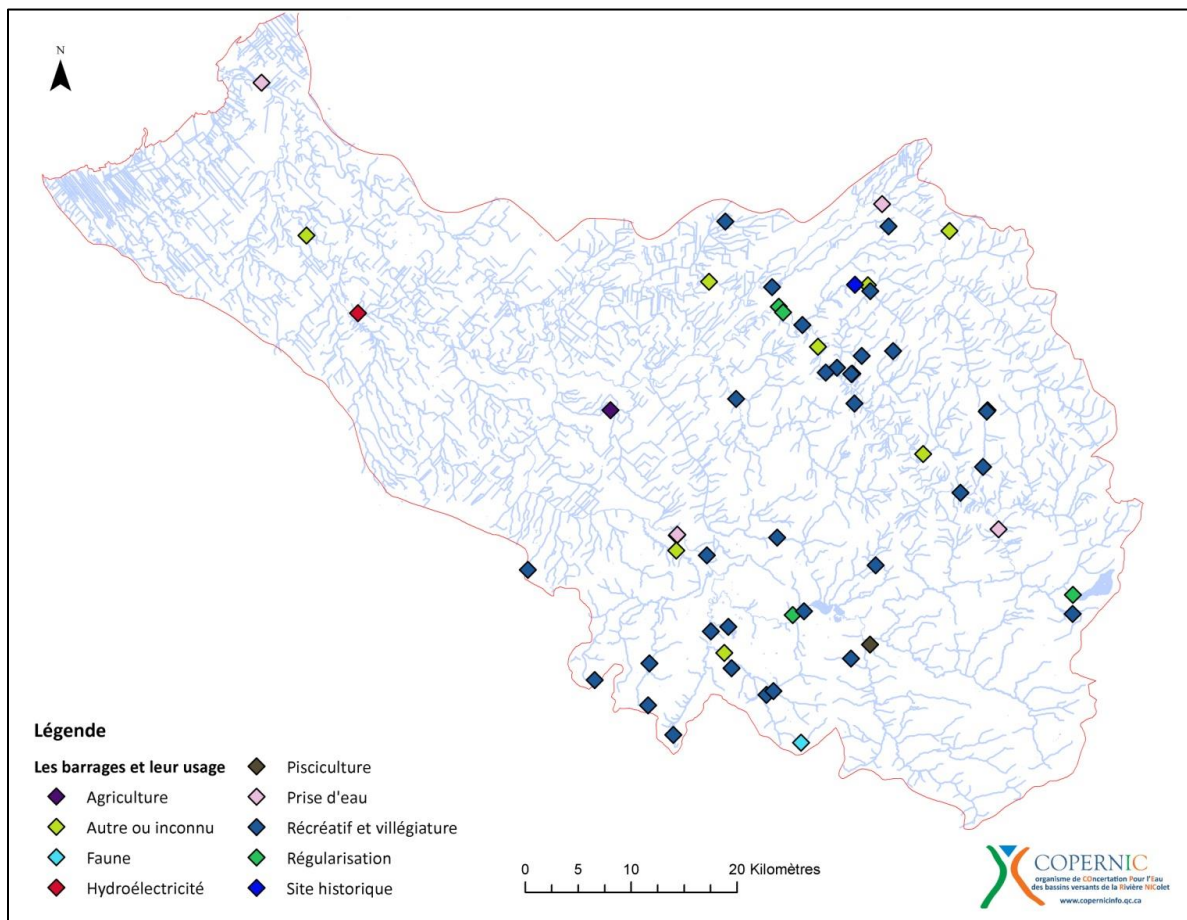 N
Légende
Les barrages et leur usage
Agriculture
Autre ou inconnu
Faune
Hydroélectricité
Pisciculture
Prise d'eau
Récréatif et villégiature
Régularisation
Site historique
0 5 10 20 Kilomètres
COPERNIC
organisme de COncertation Pour l'Eau
des bassins versants de la Rivière NIColet
www.copernicinfo.qc.ca